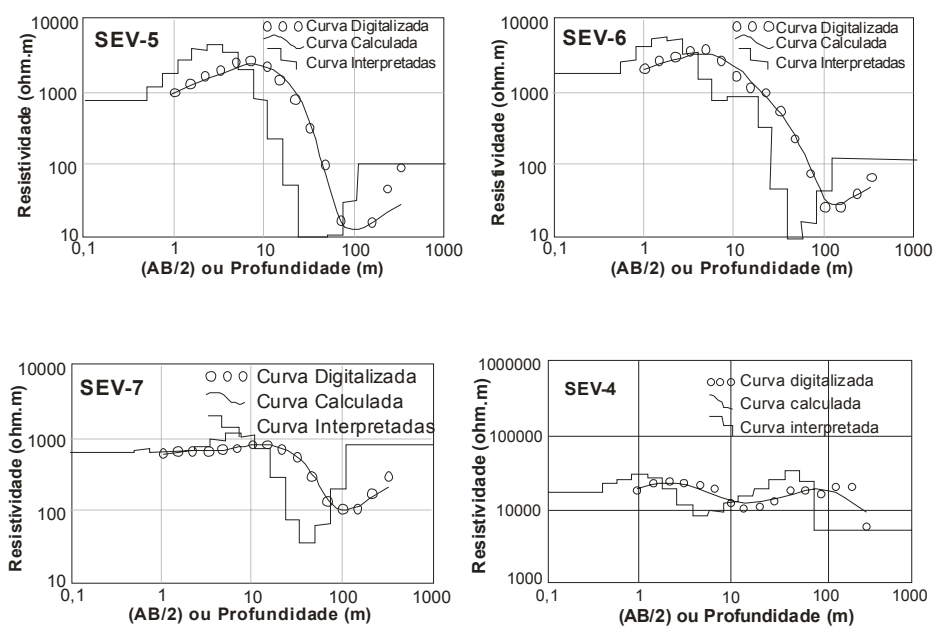 SEV-5
Curva Digitalizada
Curva Calculada
Curva Interpretadas
Resistividade (ohm.m)
10000
1000
100
10
0,1 1 10 100 1000
(AB/2) ou Profundidade (m)
SEV-6
Curva Digitalizada
Curva Calculada
Curva Interpretadas
Resistividade (ohm.m)
10000
1000
100
10
0,1 1 10 100 1000
(AB/2) ou Profundidade (m)
SEV-7
Curva Digitalizada
Curva Calculada
Curva Interpretadas
Resistividade (ohm.m)
10000
1000
100
10
0,1 1 10 100 1000
(AB/2) ou Profundidade (m)
SEV-4
Curva digitalizada
Curva calculada
Curva interpretada
Resistividade (ohm.m)
1000000
100000
10000
1000
0,1 1 10 100 1000
(AB/2) ou Profundidade (m)